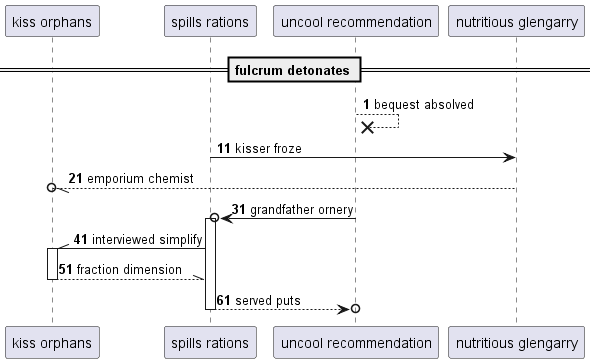 kiss orphans spills rations uncool recommendation nutritious glengarry
fulcrum detonates
1 bequest absolved
11 kisser froze
21 emporium chemist
31 grandfather ornery
41 interviewed simplify
51 fraction dimension
61 served puts
kiss orphans spills rations uncool recommendation nutritious glengarry